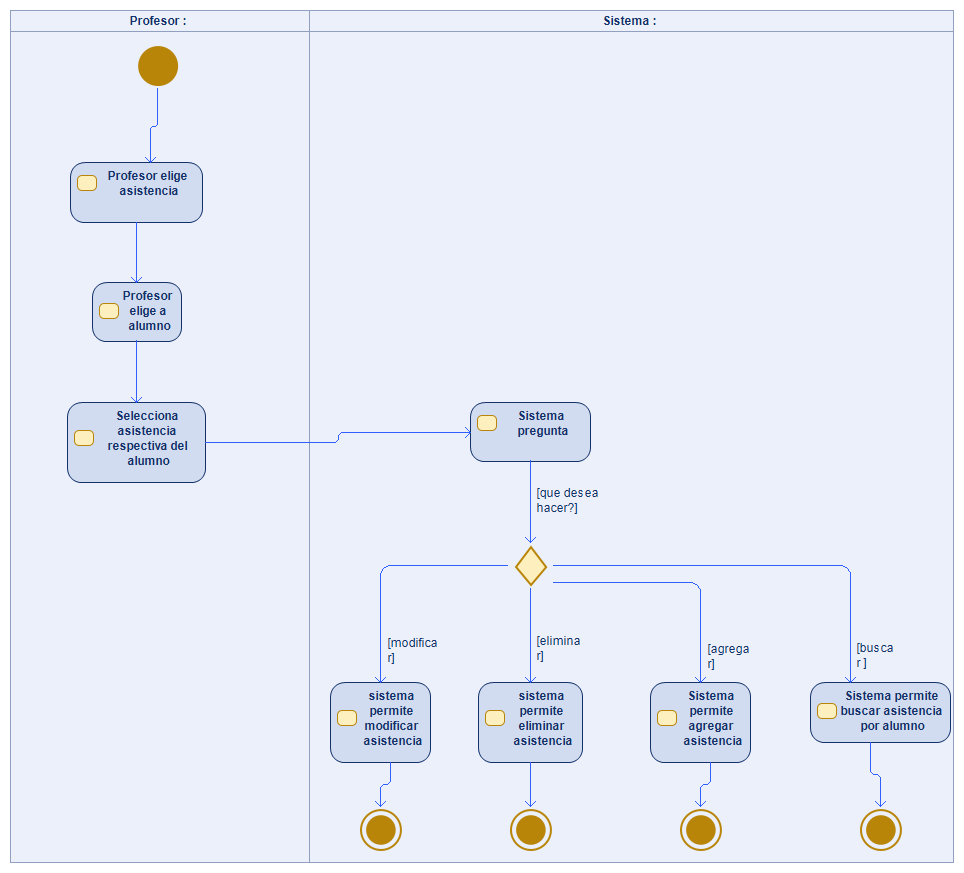 Profesor :
Sistema :
Profesor elige
asistencia
Profesor
elige a
alumno
Selecciona
asistencia
respectiva del
alumno
Sistema
pregunta
[que desea
hacer?]
[modifica
r]
[elimina
r]
[agrega
r]
[busca
r ]
sistema
permite
modificar
asistencia
sistema
permite
eliminar
asistencia
Sistema
permite
agregar
asistencia
Sistema permite
buscar asistencia
por alumno